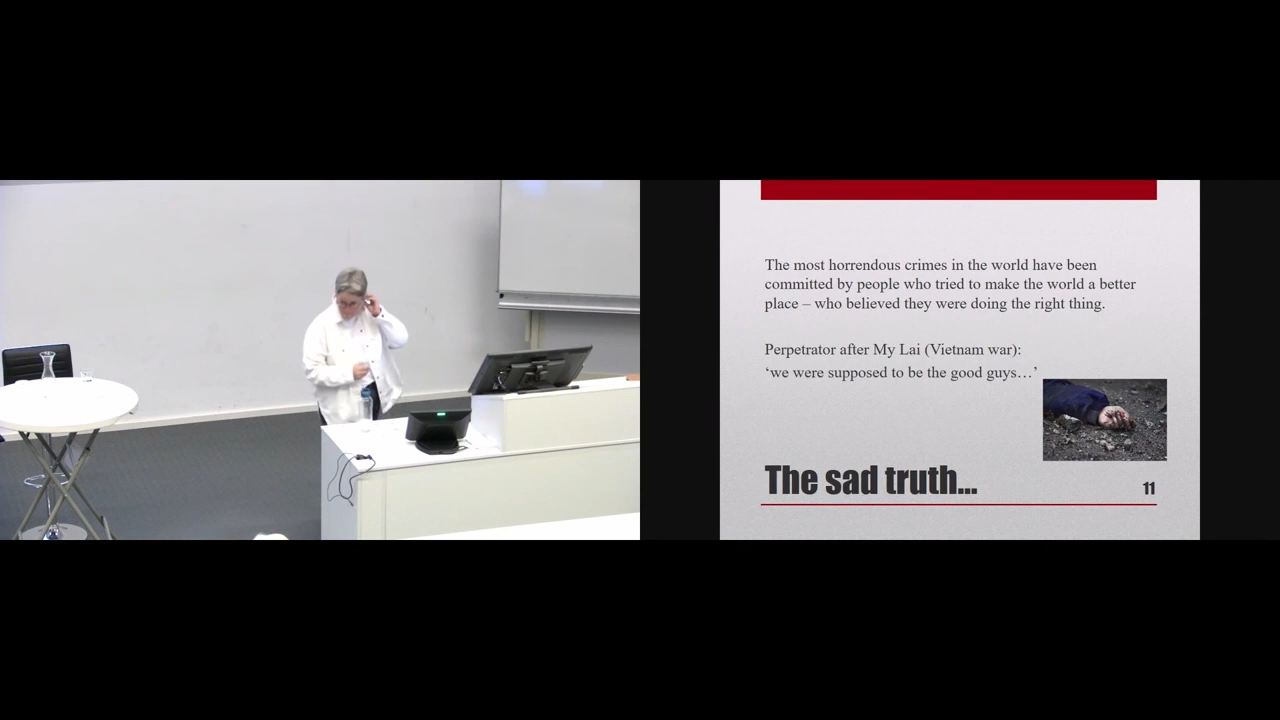 The most horrendous crimes in the world have been
committed by people who tried to make the world a better
place – who believed they were doing the right thing.
Perpetrator after My Lai (Vietnam war):
‘we were supposed to be the good guys…’
The sad truth...
11